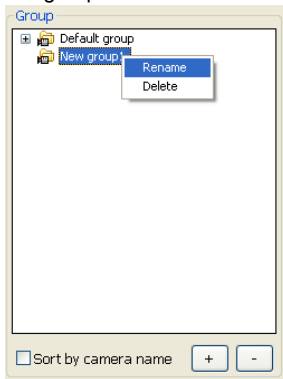 Group
Default group
New group1
Rename
Delete
Sort by camera name
+
-